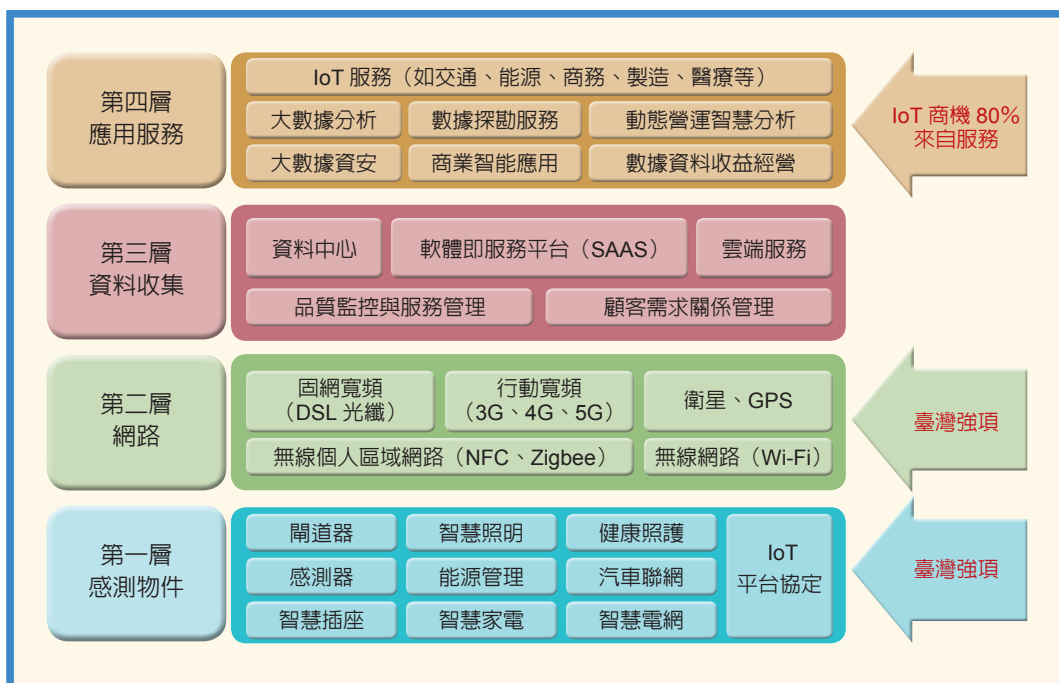 第四層
應用服務
IoT 服務（如交通、能源、商務、製造、醫療等）
大數據分析
數據探勘服務
動態營運智慧分析
大數據資安
商業智能應用
數據資料收益經營
IoT 商機 80%
來自服務
第三層
資料收集
資料中心
軟體即服務平台（SAAS）
雲端服務
品質監控與服務管理
顧客需求關係管理
第二層
網路
固網寬頻
（DSL 光纖）
行動寬頻
（3G、4G、5G）
衛星、GPS
無線個人區域網路（NFC、Zigbee）
無線網路（Wi-Fi）
臺灣強項
第一層
感測物件
閘道器
智慧照明
健康照護
感測器
能源管理
汽車聯網
智慧插座
智慧家電
智慧電網
IoT
平台協定
臺灣強項